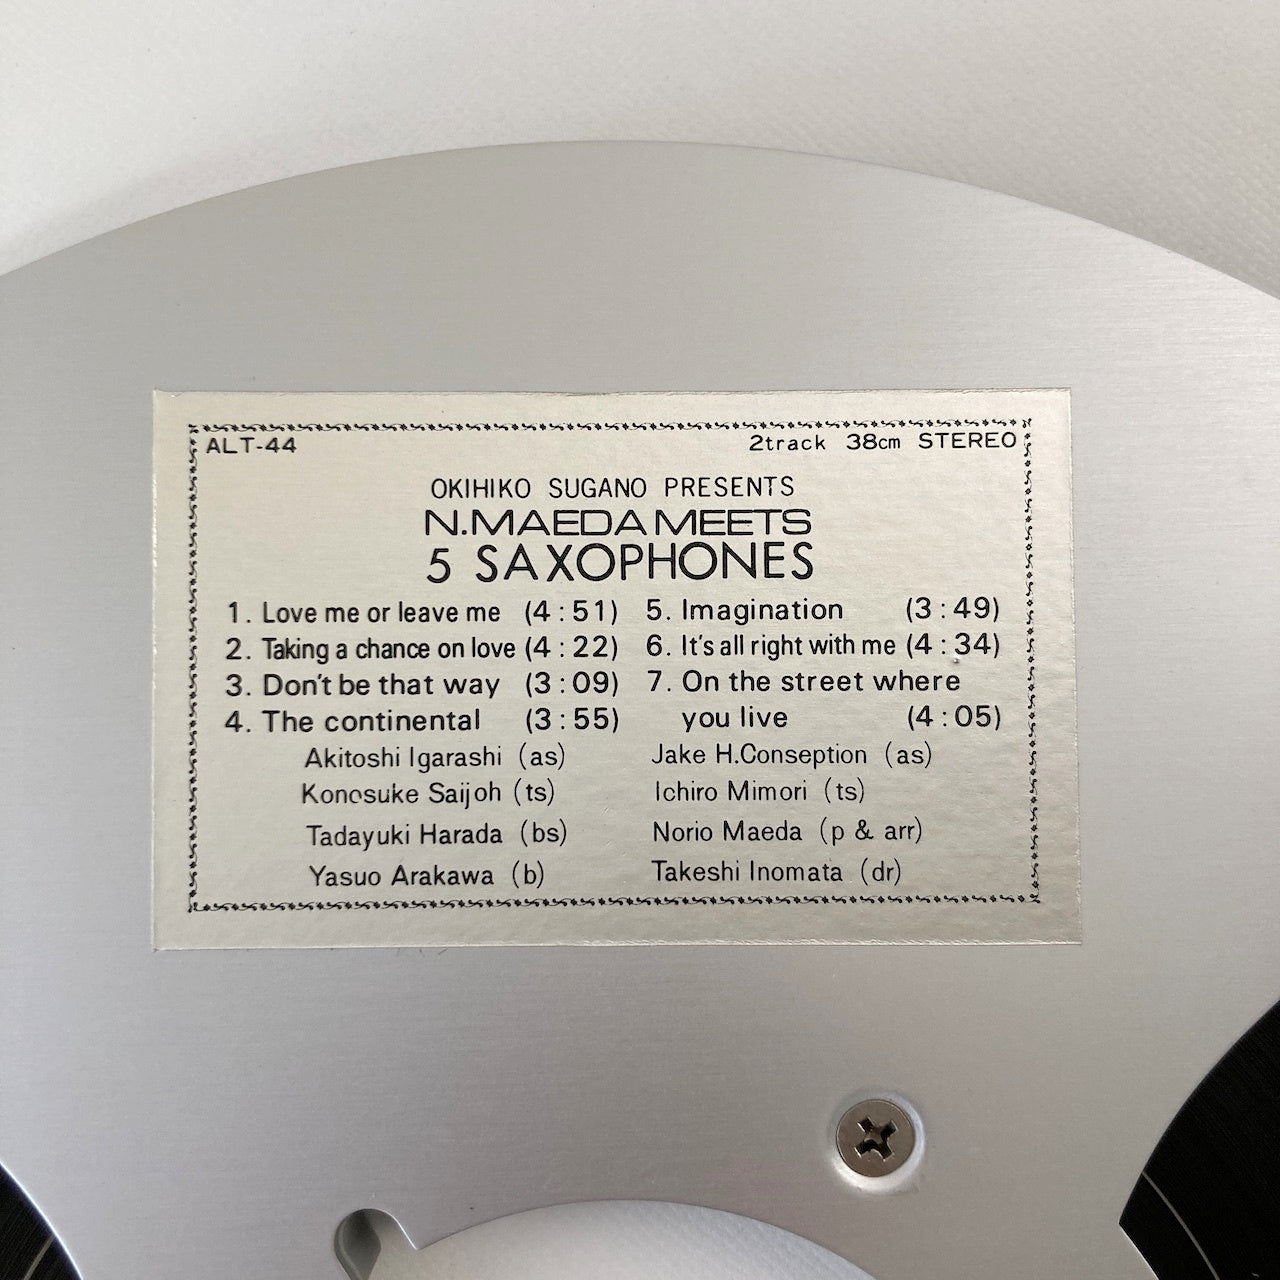 ALT-44 2track 38cm STEREO
OKIHIKO SUGANO PRESENTS
N.MAEDA MEETS
5 SAXOPHONES
1. Love me or leave me (4:51)
2. Taking a chance on love (4:22)
3. Don't be that way (3:09)
4. The continental (3:55)
5. Imagination (3:49)
6. It's all right with me (4:34)
7. On the street where
you live (4:05)
Akitoshi Igarashi (as) Jake H.Conseption (as)
Konosuke Saijoh (ts) Ichiro Mimori (ts)
Tadayuki Harada (bs) Norio Maeda (p & arr)
Yasuo Arakawa (b) Takeshi Inomata (dr)